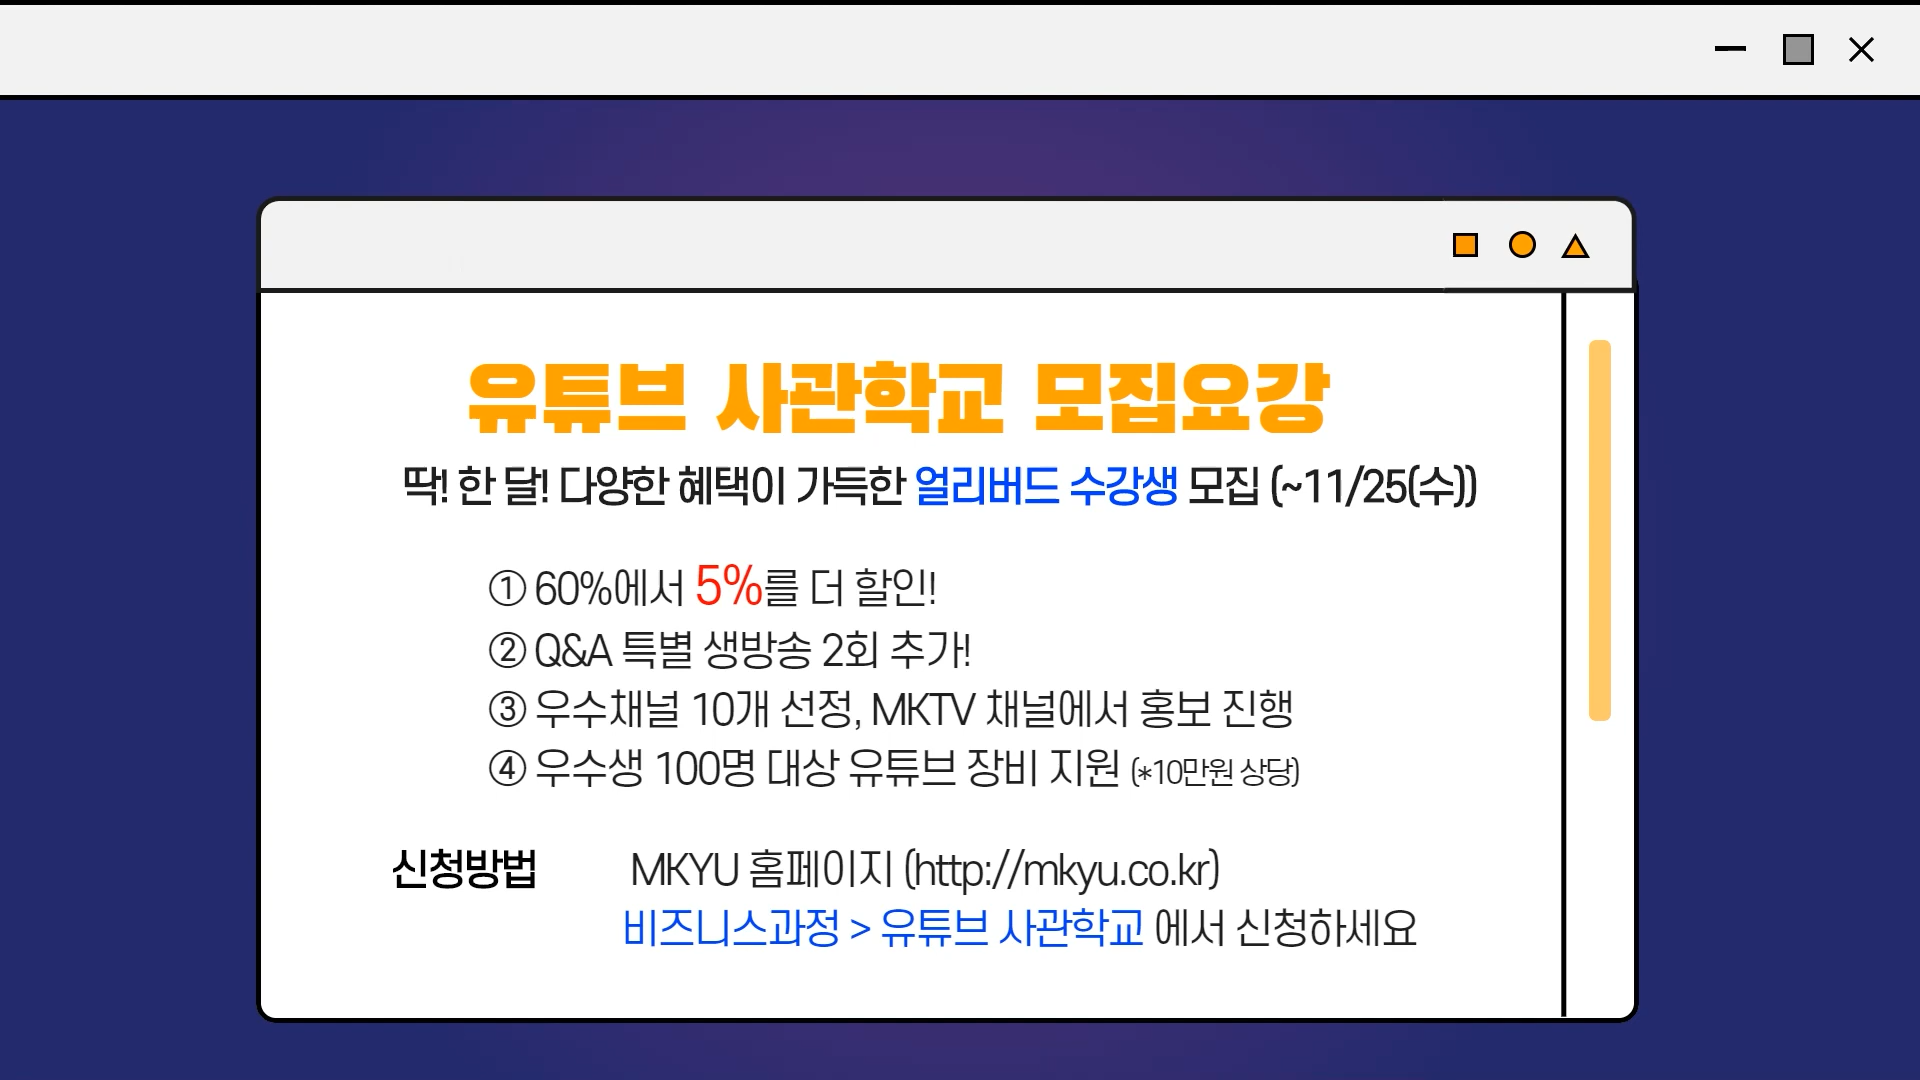 유튜브 사관학교 모집요강
딱! 한 달! 다양한 혜택이 가득한 얼리버드 수강생 모집 (~11/25(수))
① 60%에서 5%를 더 할인!
② Q&A 특별 생방송 2회 추가!
③ 우수채널 10개 선정, MKTV 채널에서 홍보 진행
④ 우수생 100명 대상 유튜브 장비 지원 (*10만원 상당)
신청방법 MKYU 홈페이지 (http://mkyu.co.kr)
비즈니스과정 > 유튜브 사관학교 에서 신청하세요